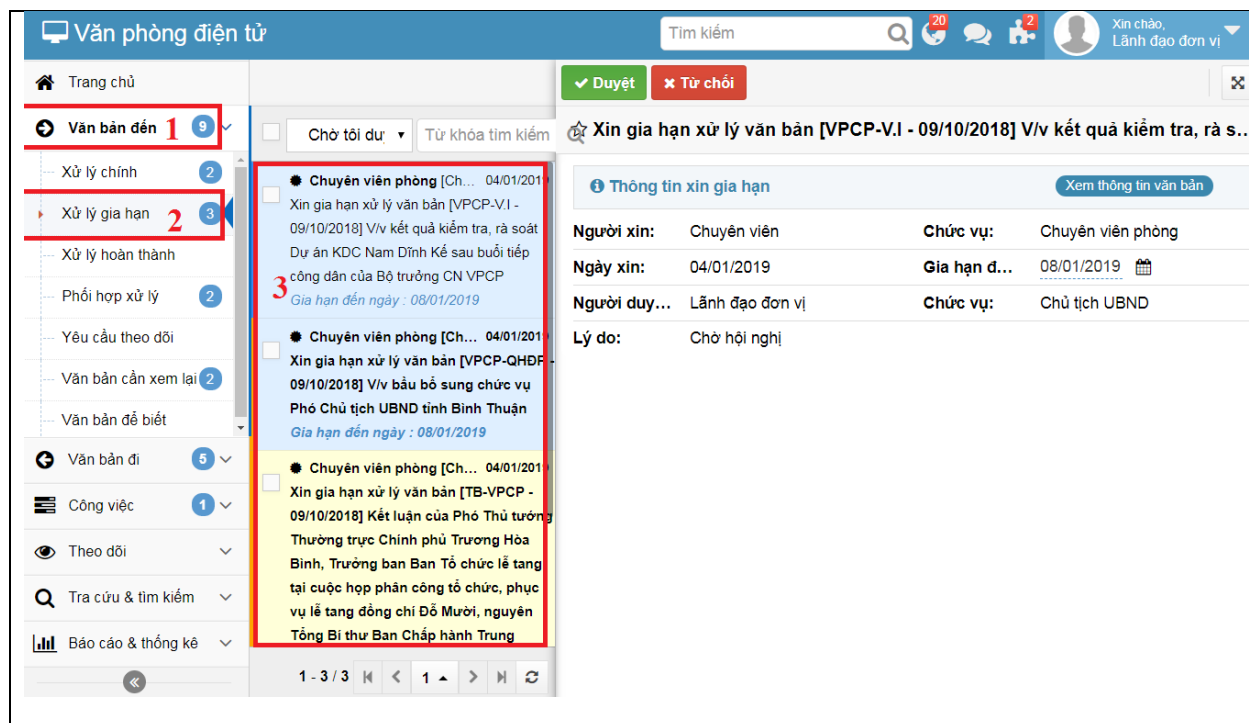 Văn phòng điện tử
Tìm kiếm
20
2
Xin chào,
Lãnh đạo đơn vị
Trang chủ
Văn bản đến 1 9
Xử lý chính 2
Xử lý gia hạn 2 3
Xử lý hoàn thành
Phối hợp xử lý 2
Yêu cầu theo dõi
Văn bản cần xem lại 2
Văn bản để biết
Văn bản đi 5
Công việc 1
Theo dõi
Tra cứu & tìm kiếm
Báo cáo & thống kê
Chờ tôi du
Từ khóa tìm kiếm
3
Chuyên viên phòng [Ch... 04/01/2019
Xin gia hạn xử lý văn bản [VPCP-V.I -
09/10/2018] V/v kết quả kiểm tra, rà soát
Dự án KDC Nam Dĩnh Kế sau buổi tiếp
công dân của Bộ trưởng CN VPCP
Gia hạn đến ngày : 08/01/2019
Chuyên viên phòng [Ch... 04/01/2019
Xin gia hạn xử lý văn bản [VPCP-QHĐP -
09/10/2018] V/v bầu bổ sung chức vụ
Phó Chủ tịch UBND tỉnh Bình Thuận
Gia hạn đến ngày : 08/01/2019
Chuyên viên phòng [Ch... 04/01/2019
Xin gia hạn xử lý văn bản [TB-VPCP -
09/10/2018] Kết luận của Phó Thủ tướng
Thường trực Chính phủ Trương Hòa
Bình, Trưởng ban Ban Tổ chức lễ tang
tại cuộc họp phân công tổ chức, phục
vụ lễ tang đồng chí Đỗ Mười, nguyên
Tổng Bí thư Ban Chấp hành Trung
1 - 3 / 3
1
Duyệt
Từ chối
Xin gia hạn xử lý văn bản [VPCP-V.I - 09/10/2018] V/v kết quả kiểm tra, rà s...
Thông tin xin gia hạn
Xem thông tin văn bản
Người xin: Chuyên viên Chức vụ: Chuyên viên phòng
Ngày xin: 04/01/2019 Gia hạn đ... 08/01/2019
Người duy... Lãnh đạo đơn vị Chức vụ: Chủ tịch UBND
Lý do: Chờ hội nghị